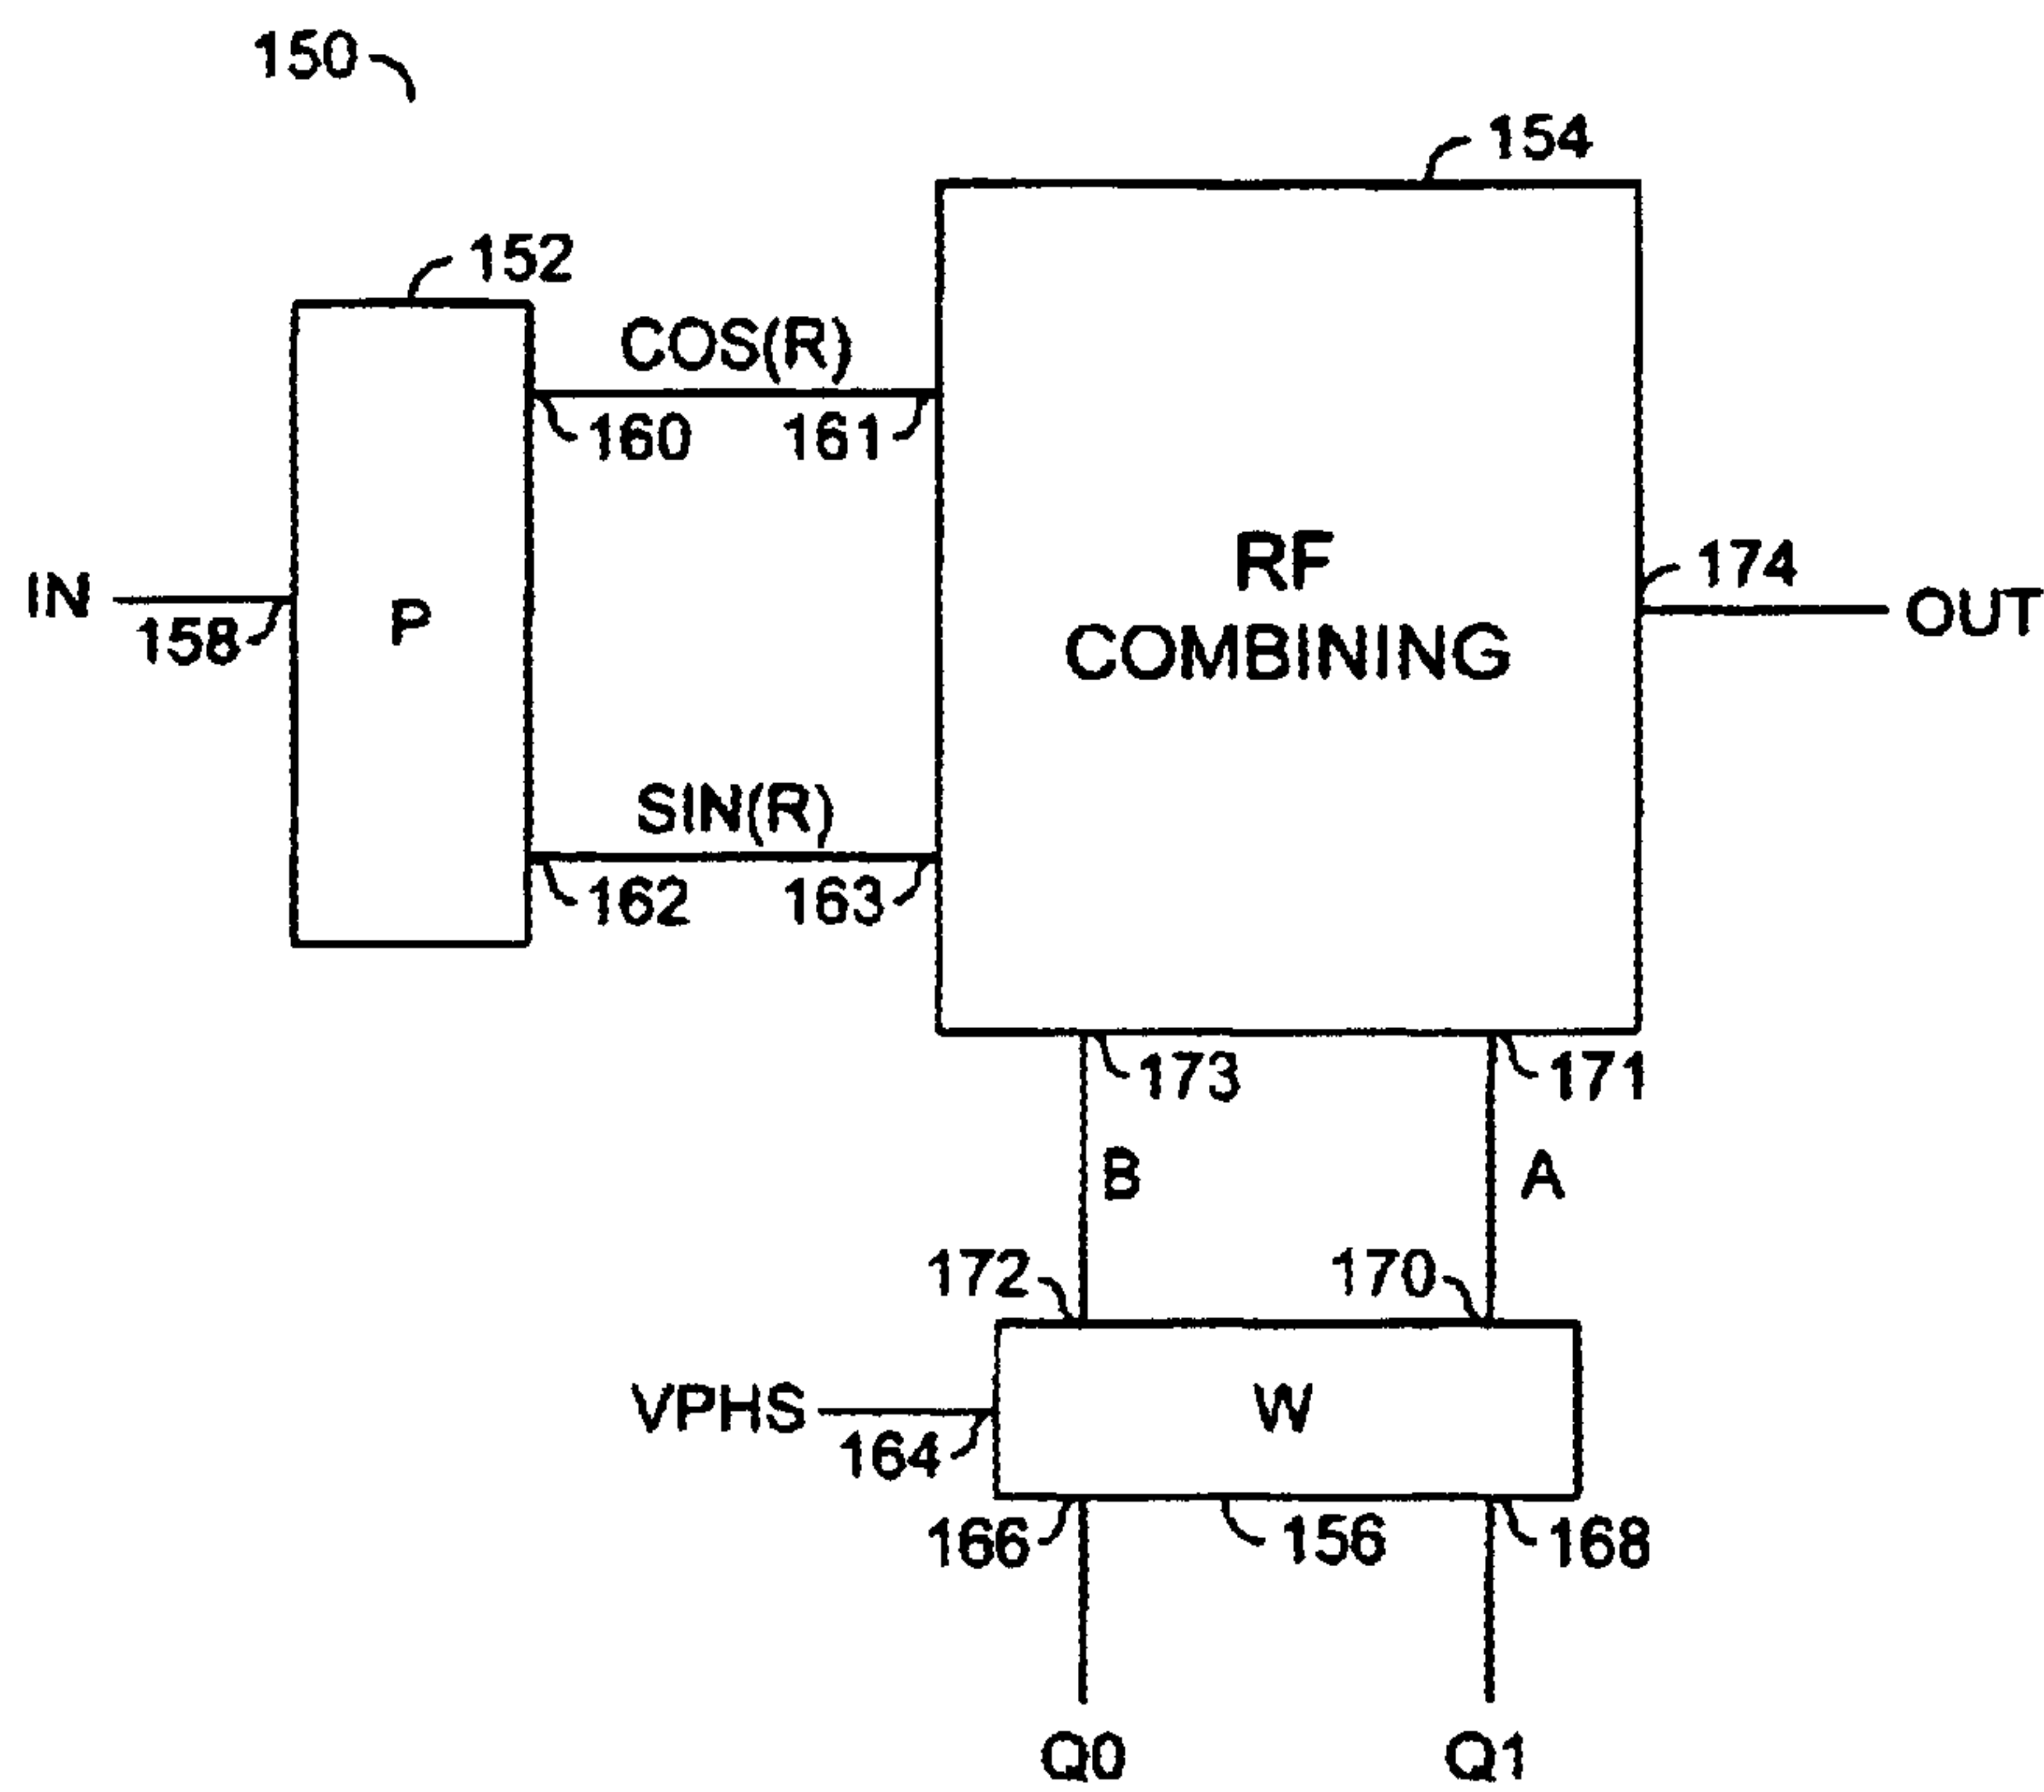 150
154
152
COS(R)
160
161
RF
COMBINING
174
IN
158
P
OUT
SIN(R)
162
163
173
171
B
A
172
170
VPHS
164
W
166
156
168
Q0
Q1